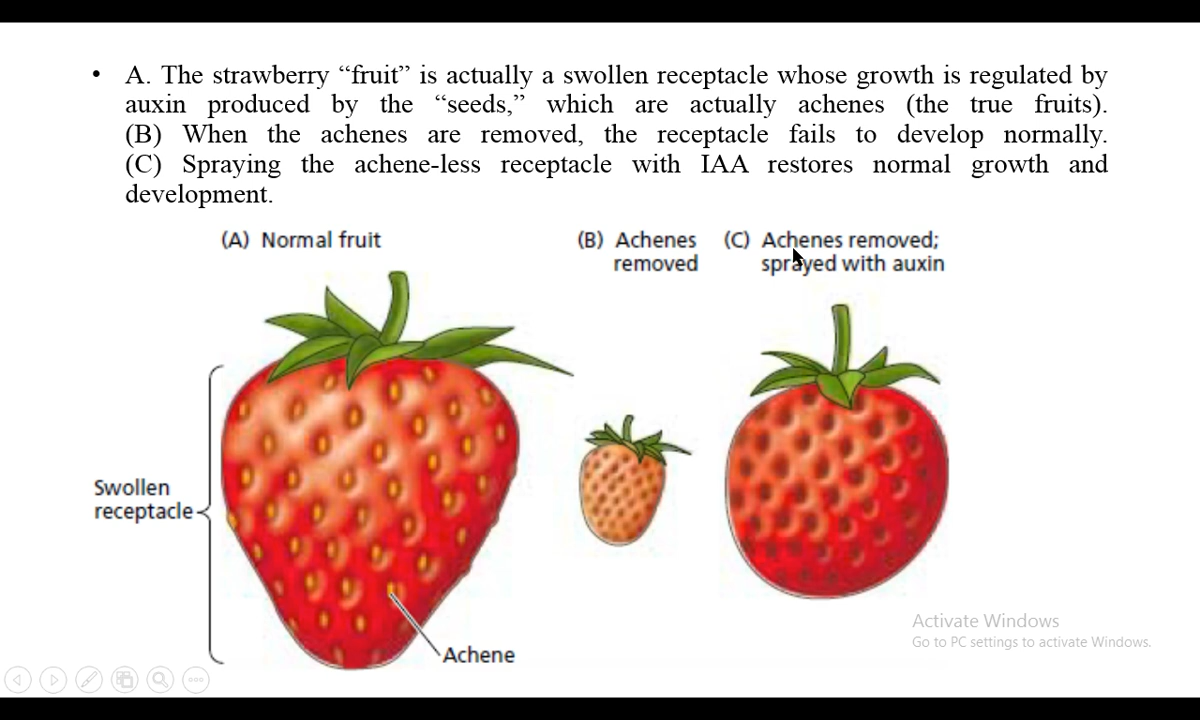 • A. The strawberry “fruit” is actually a swollen receptacle whose growth is regulated by
auxin produced by the “seeds,” which are actually achenes (the true fruits).
(B) When the achenes are removed, the receptacle fails to develop normally.
(C) Spraying the achene-less receptacle with IAA restores normal growth and
development.
(A) Normal fruit
(B) Achenes
removed
(C) Achenes removed;
sprayed with auxin
Swollen
receptacle
Achene
Activate Windows
Go to PC settings to activate Windows.